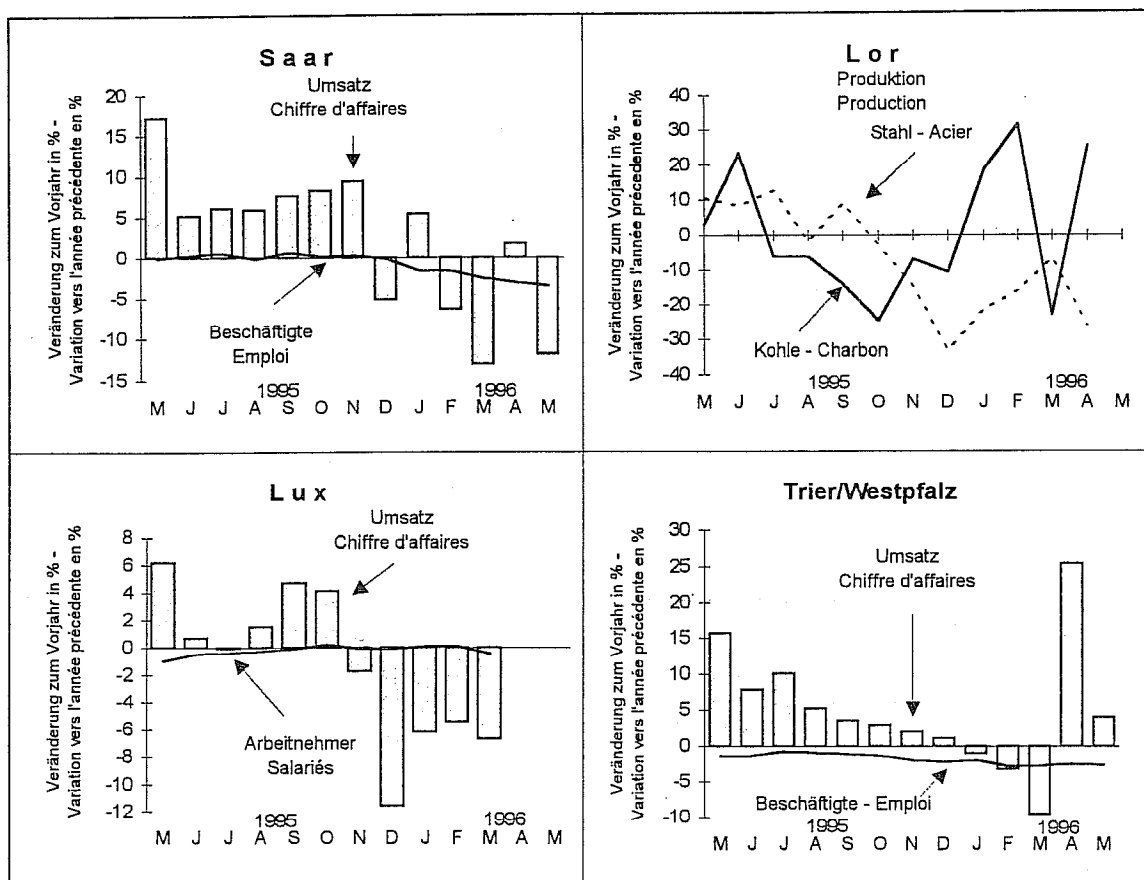 Saar
Umsatz
Chiffre d'affaires
Veränderung zum Vorjahr in % -
Variation vers l'année précédente en %
20
15
10
5
0
-5
-10
-15
Beschäftigte
Emploi
1995
1996
M J J A S O N D J F M A M
Lor
Produktion
Production
Stahl - Acier
Veränderung zum Vorjahr in % -
Variation vers l'année précédente en %
40
30
20
10
0
-10
-20
-30
-40
Kohle - Charbon
1995
1996
M J J A S O N D J F M A M
Lux
Umsatz
Chiffre d'affaires
Veränderung zum Vorjahr in % -
Variation vers l'année précédente en %
8
6
4
2
0
-2
-4
-6
-8
-10
-12
Arbeitnehmer
Salariés
1995
1996
M J J A S O N D J F M A M
Trier/Westpfalz
Umsatz
Chiffre d'affaires
Veränderung zum Vorjahr in % -
Variation vers l'année précédente en %
30
25
20
15
10
5
0
-5
-10
Beschäftigte - Emploi
1995
1996
M J J A S O N D J F M A M